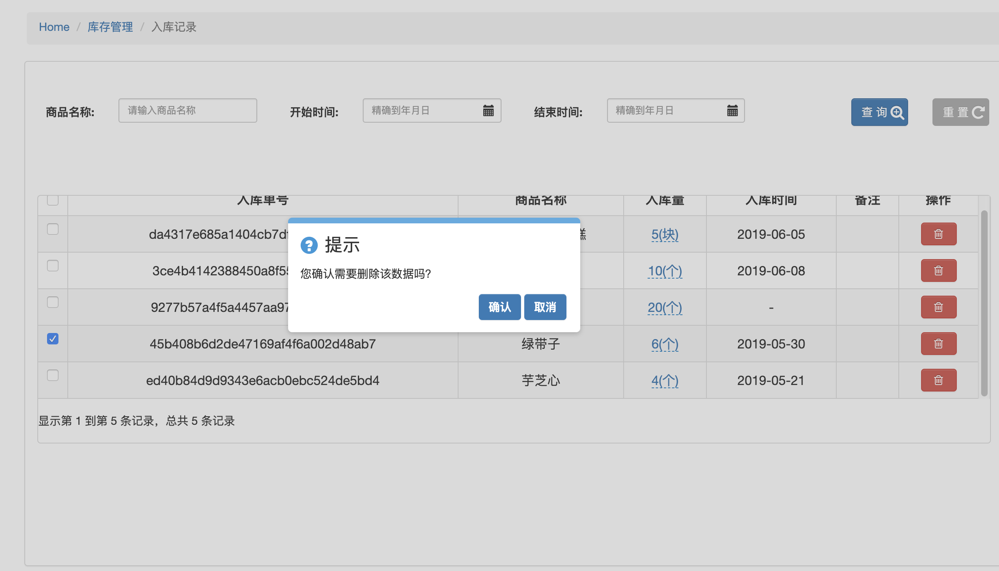 Home / 库存管理 / 入库记录
商品名称: 请输入商品名称 开始时间: 精确到年月日 结束时间: 精确到年月日 查 询 重 置
入库单号 商品名称 入库量 入库时间 备注 操作
da4317e685a1404cb7d 糕 5(块) 2019-06-05
3ce4b4142388450a8f5 10(个) 2019-06-08
9277b57a4f5a4457aa97 20(个) -
45b408b6d2de47169af4f6a002d48ab7 绿带子 6(个) 2019-05-30
ed40b84d9d9343e6acb0ebc524de5bd4 芋芝心 4(个) 2019-05-21
提示
您确认需要删除该数据吗?
确认 取消
显示第 1 到第 5 条记录，总共 5 条记录